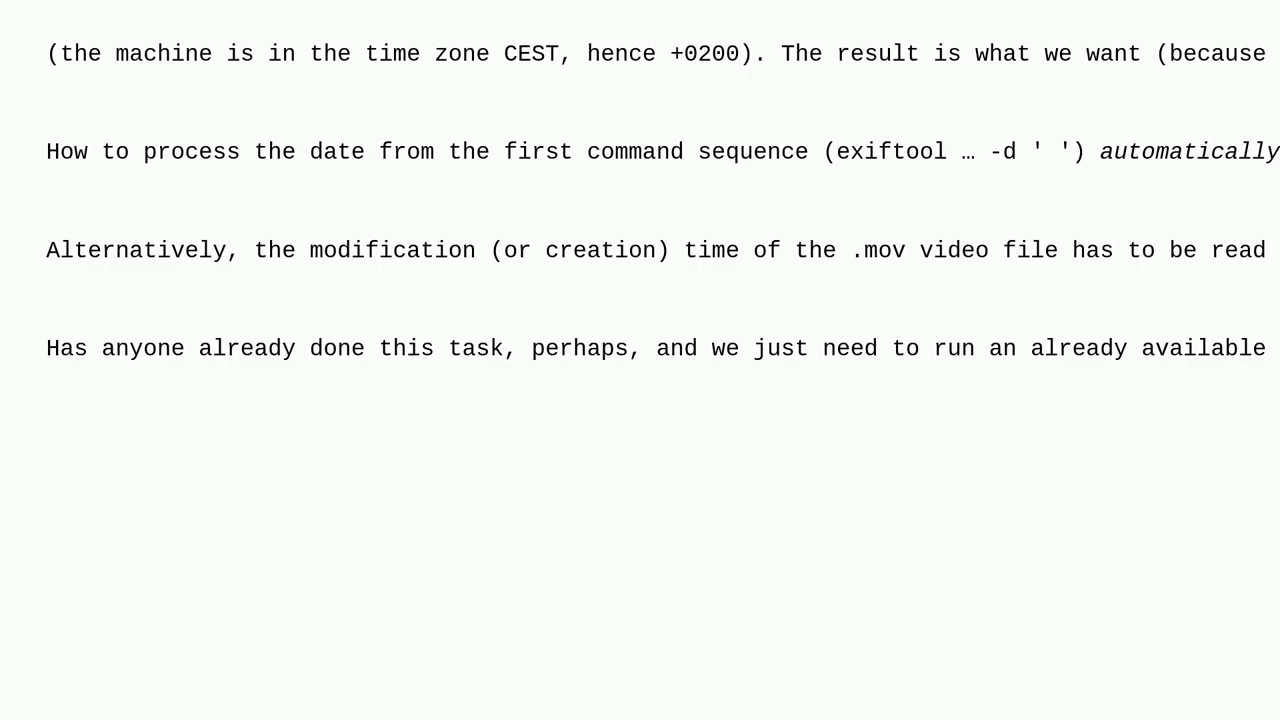 (the machine is in the time zone CEST, hence +0200). The result is what we want (because
How to process the date from the first command sequence (exiftool … -d ' ') automatically
Alternatively, the modification (or creation) time of the .mov video file has to be read
Has anyone already done this task, perhaps, and we just need to run an already available